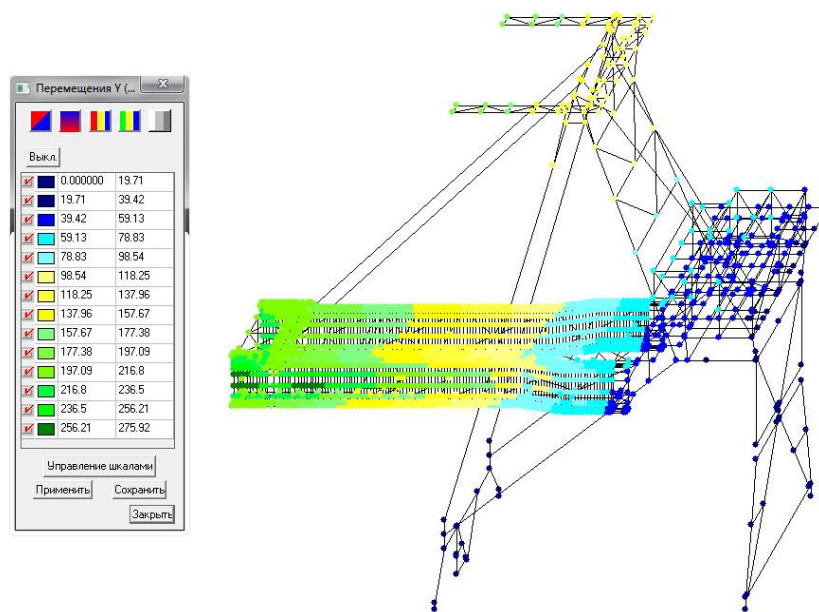 Перемещения Y (...
Выкл.
0.000000 19.71
19.71 39.42
39.42 59.13
59.13 78.83
78.83 98.54
98.54 118.25
118.25 137.96
137.96 157.67
157.67 177.38
177.38 197.09
197.09 216.8
216.8 236.5
236.5 256.21
256.21 275.92
Управление шкалами
Применить Сохранить
Закрыть